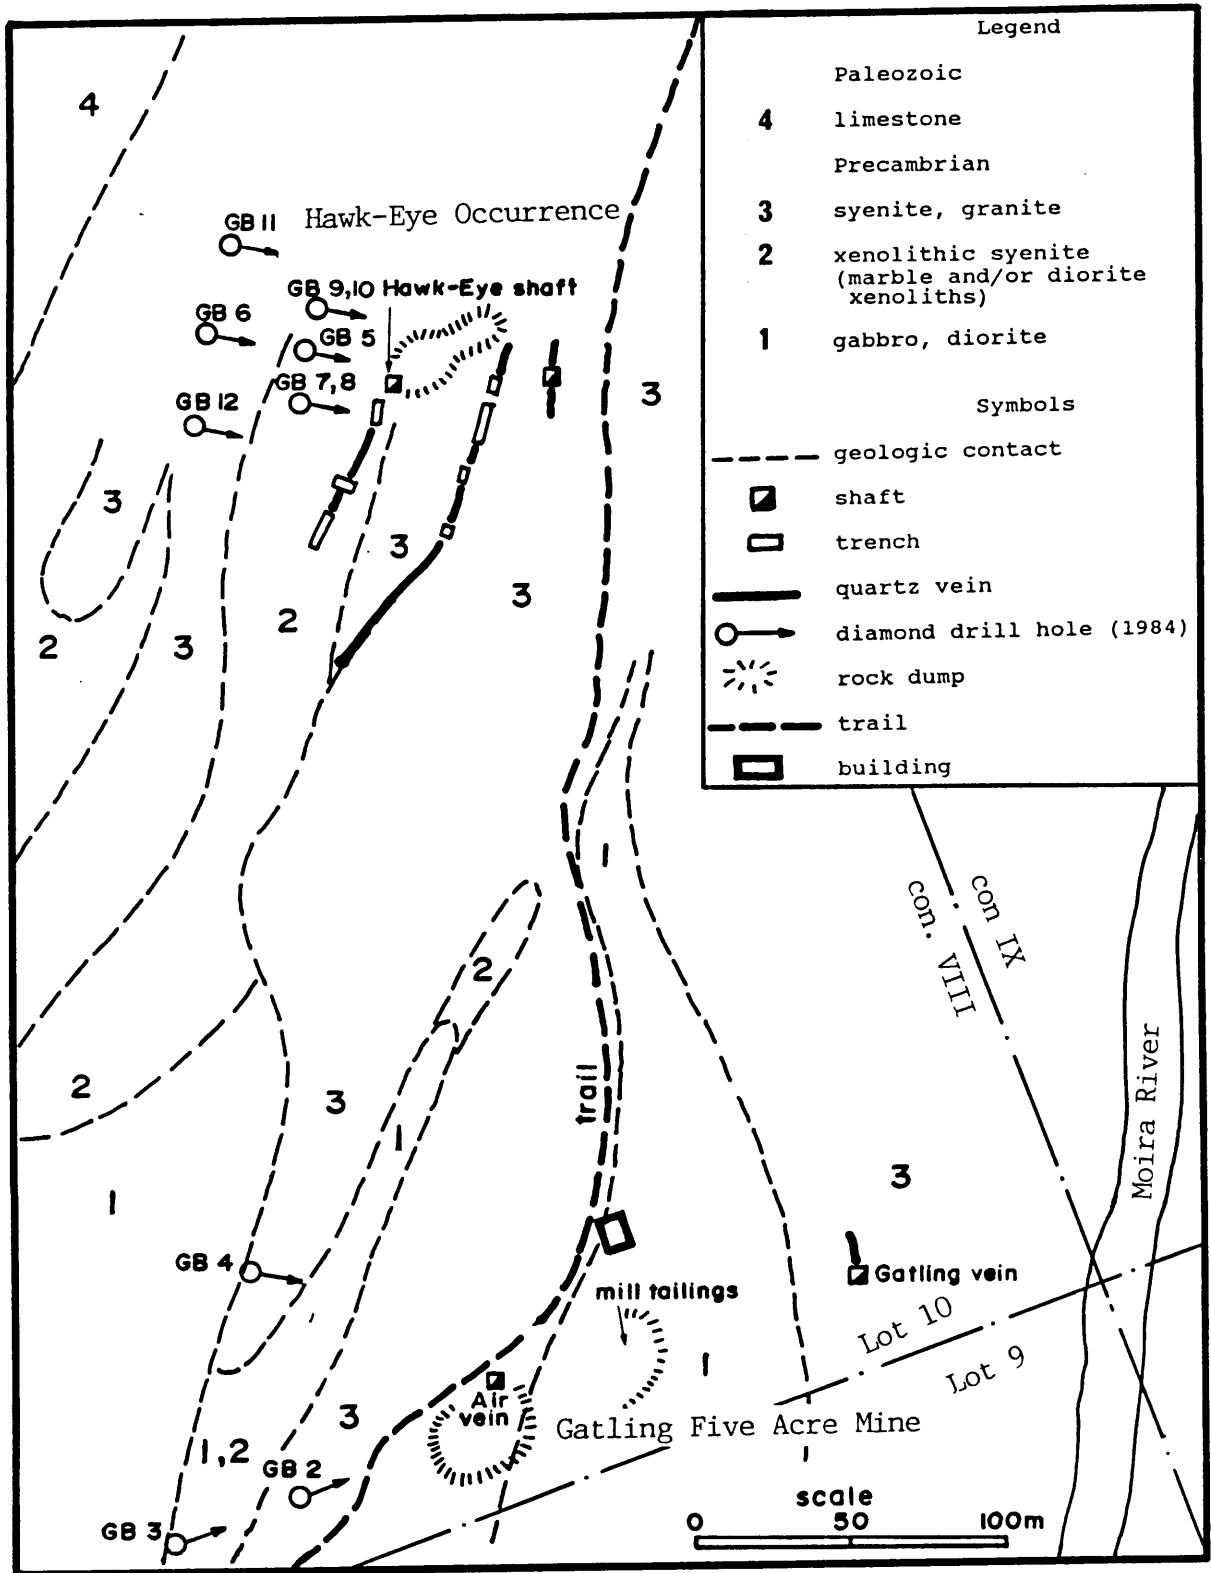 Legend
Paleozoic
4 limestone
Precambrian
3 syenite, granite
2 xenolithic syenite
(marble and/or diorite
xenoliths)
1 gabbro, diorite
Symbols
geologic contact
shaft
trench
quartz vein
diamond drill hole (1984)
rock dump
trail
building
4
GB 11
Hawk-Eye Occurrence
GB 9,10 Hawk-Eye shaft
GB 6
GB 5
GB 7,8
GB 12
3
3
3
3
2
2
3
1
con IX
con. VIII
2
Moira River
2
3
trail
1
3
1
GB 4
Gatling vein
mill tailings
Lot 10
Lot 9
1
Air
vein
3
Gatling Five Acre Mine
1,2
GB 2
GB 3
scale
0 50 100m